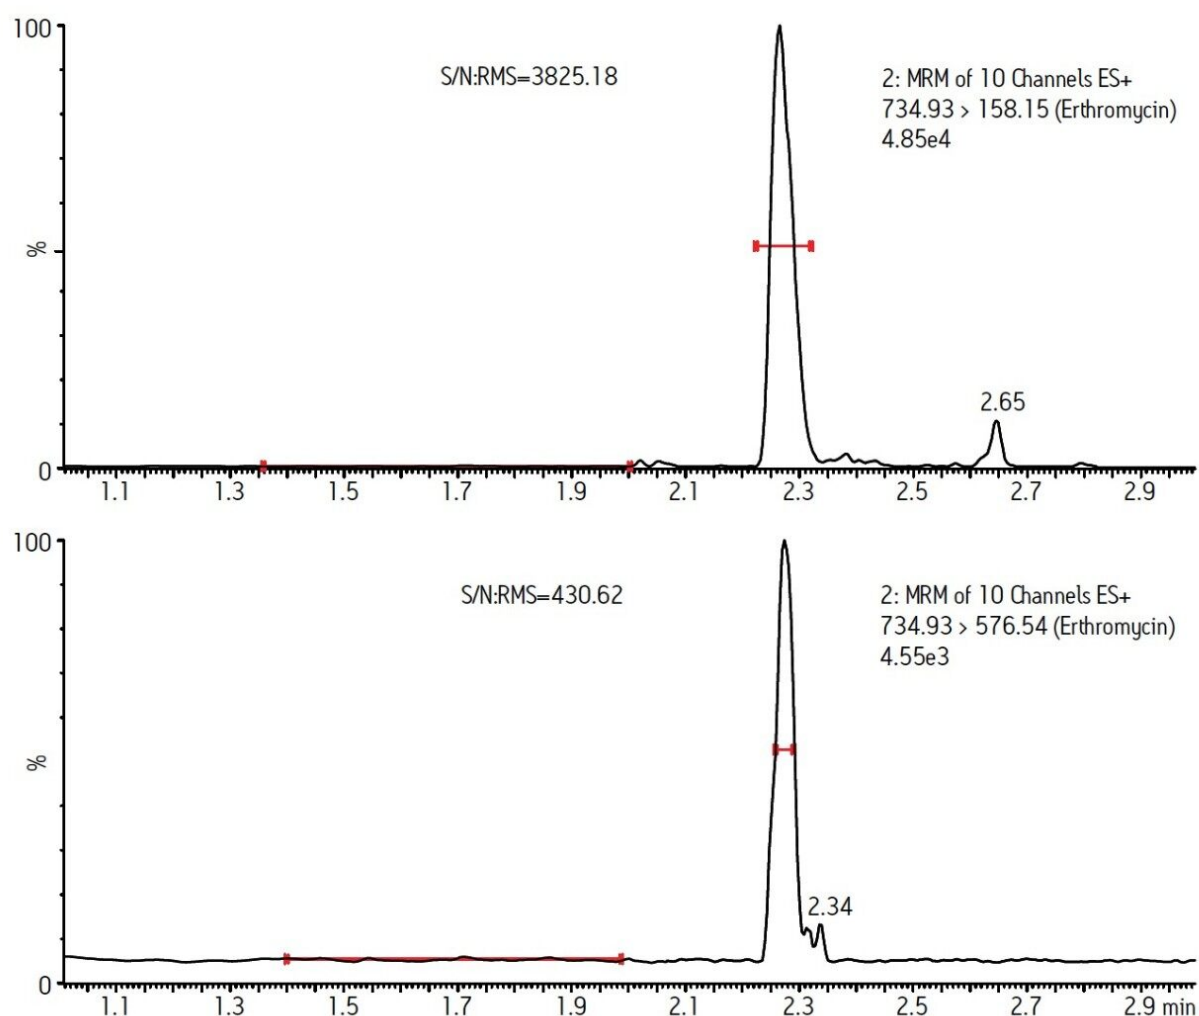 100
S/N:RMS=3825.18
2: MRM of 10 Channels ES+
734.93 > 158.15 (Erthromycin)
4.85e4
%
2.65
0
1.1 1.3 1.5 1.7 1.9 2.1 2.3 2.5 2.7 2.9
100
S/N:RMS=430.62
2: MRM of 10 Channels ES+
734.93 > 576.54 (Erthromycin)
4.55e3
%
2.34
0
1.1 1.3 1.5 1.7 1.9 2.1 2.3 2.5 2.7 2.9 min